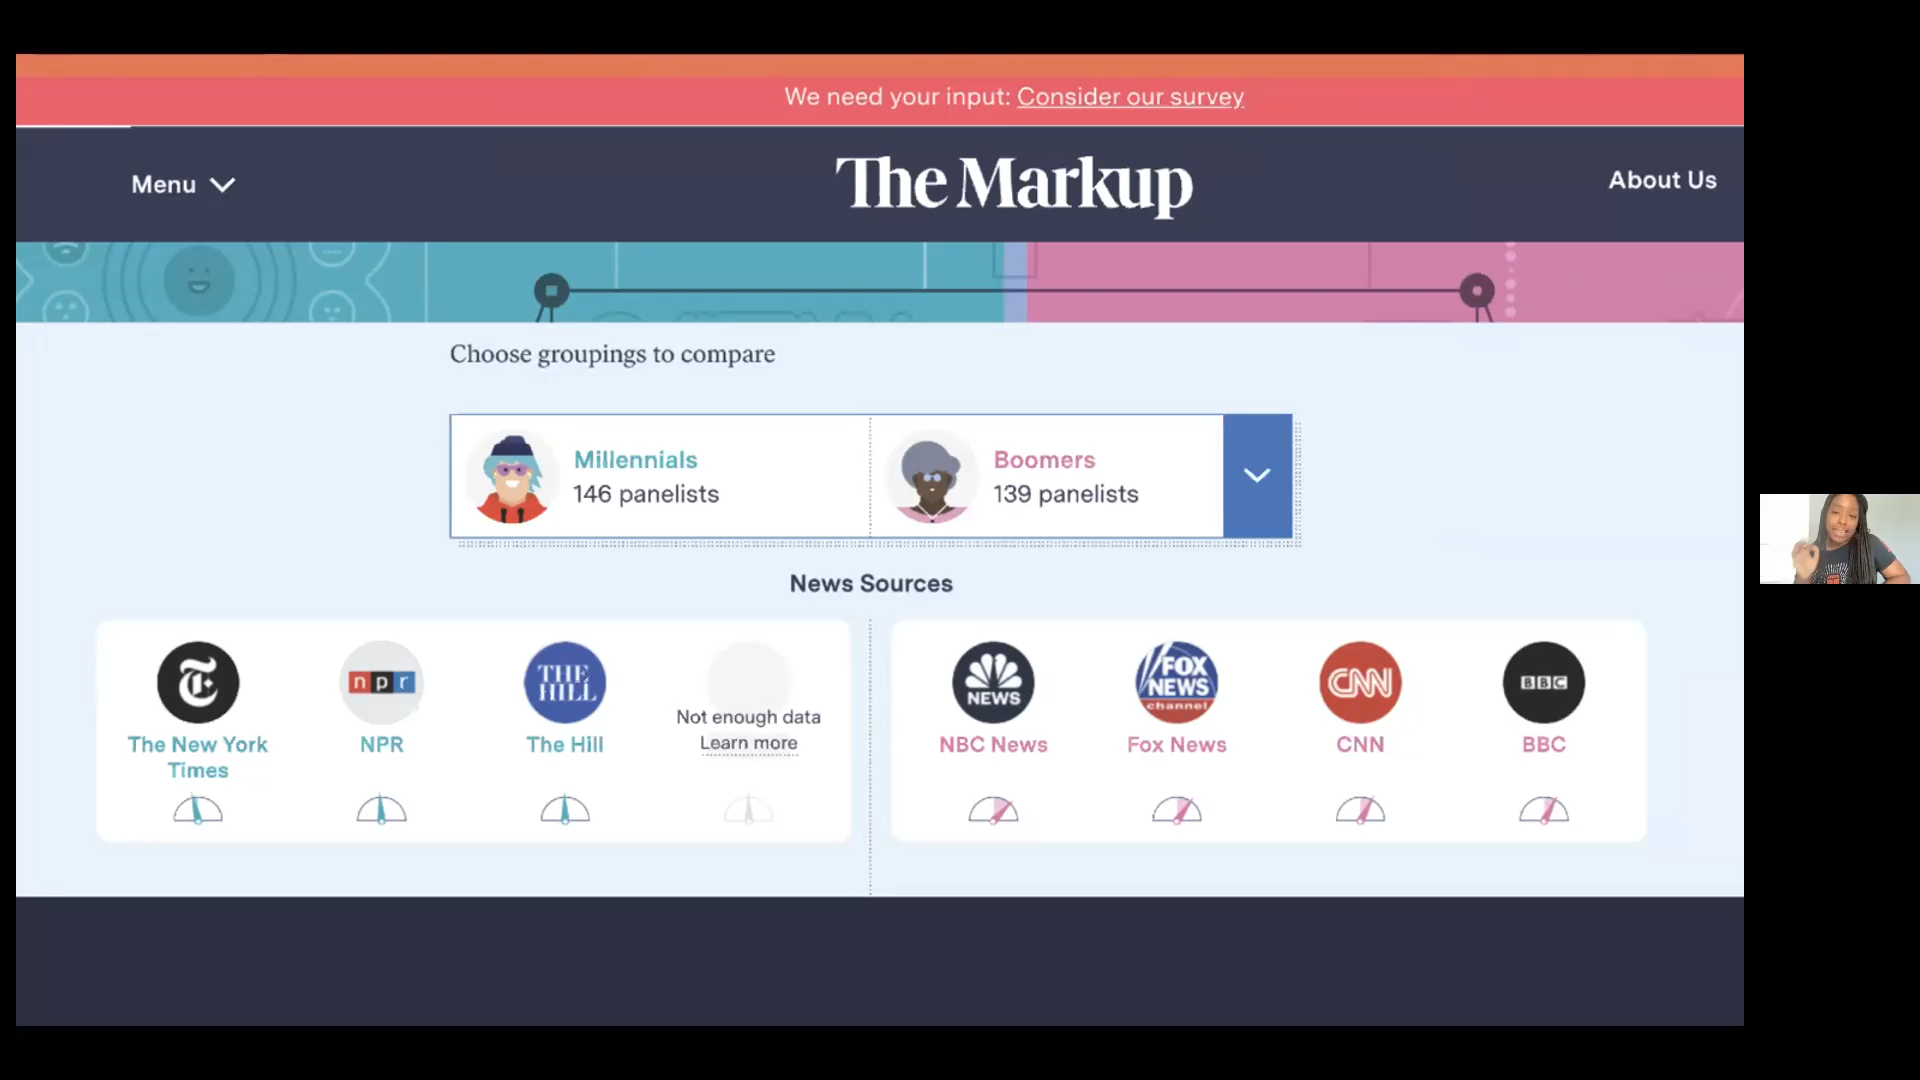 We need your input: Consider our survey
Menu
The Markup
About Us
Choose groupings to compare
Millennials
146 panelists
Boomers
139 panelists
News Sources
npr
THE
HILL
Not enough data
Learn more
The New York
Times
NPR
The Hill
NEWS
FOX
NEWS
channel
CNN
BBC
NBC News
Fox News
CNN
BBC